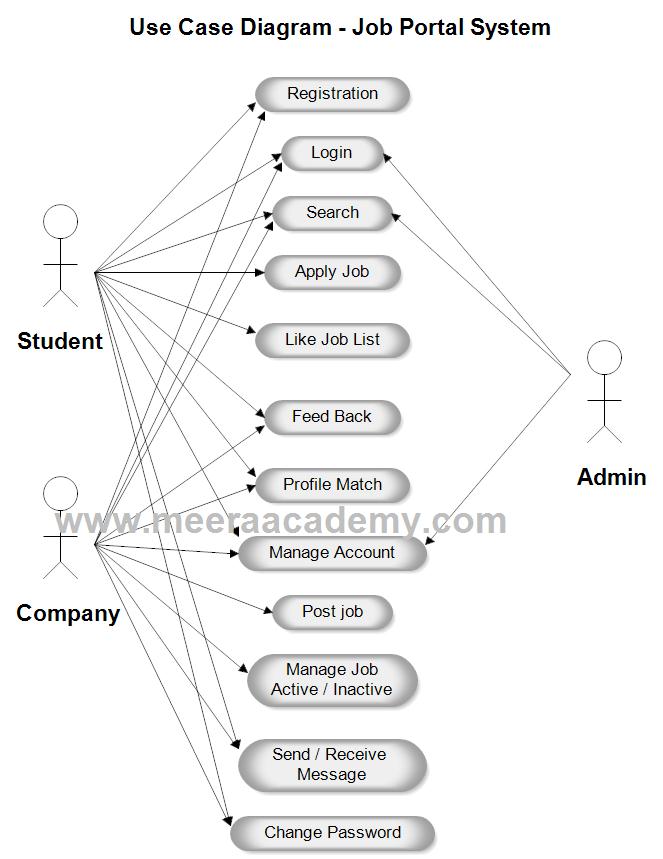 Use Case Diagram - Job Portal System
Registration
Login
Search
Apply Job
Student
Like Job List
Feed Back
Admin
Profile Match
www.meeraacademy.com
Manage Account
Company
Post job
Manage Job
Active / Inactive
Send / Receive
Message
Change Password